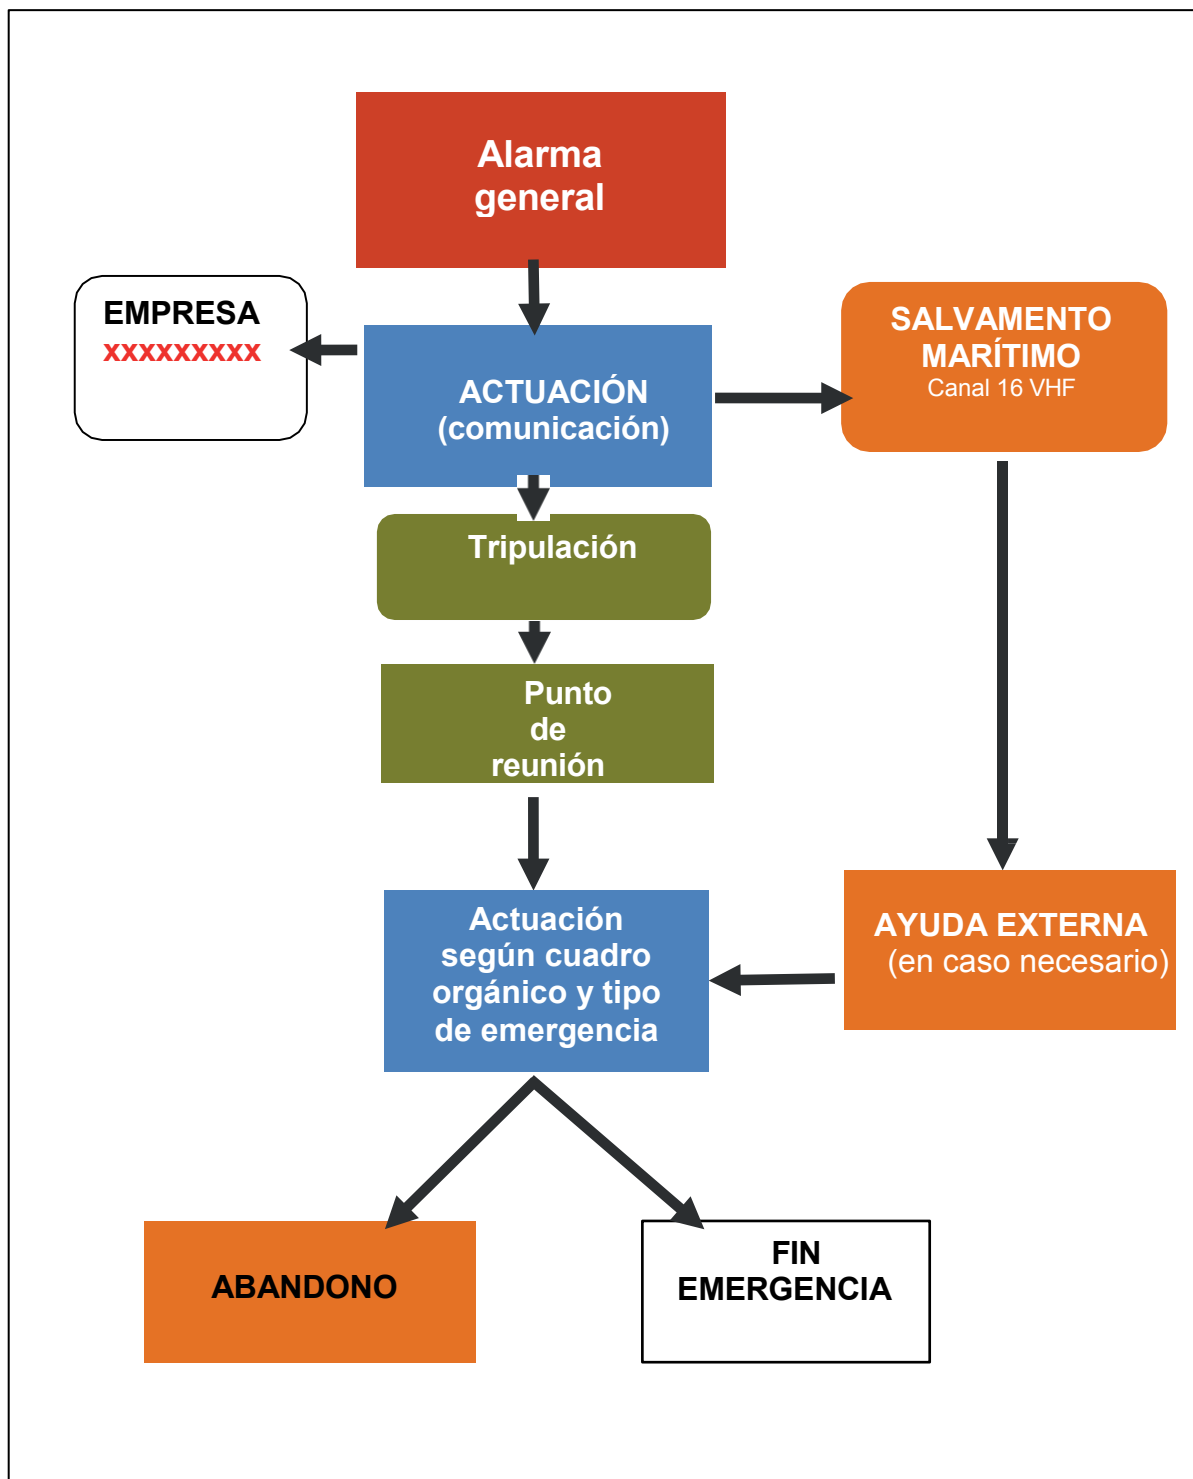 Alarma
general
EMPRESA
xxxxxxxxx
ACTUACIÓN
(comunicación)
SALVAMENTO
MARÍTIMO
Canal 16 VHF
Tripulación
Punto
de
reunión
Actuación
según cuadro
orgánico y tipo
de emergencia
AYUDA EXTERNA
(en caso necesario)
ABANDONO
FIN
EMERGENCIA